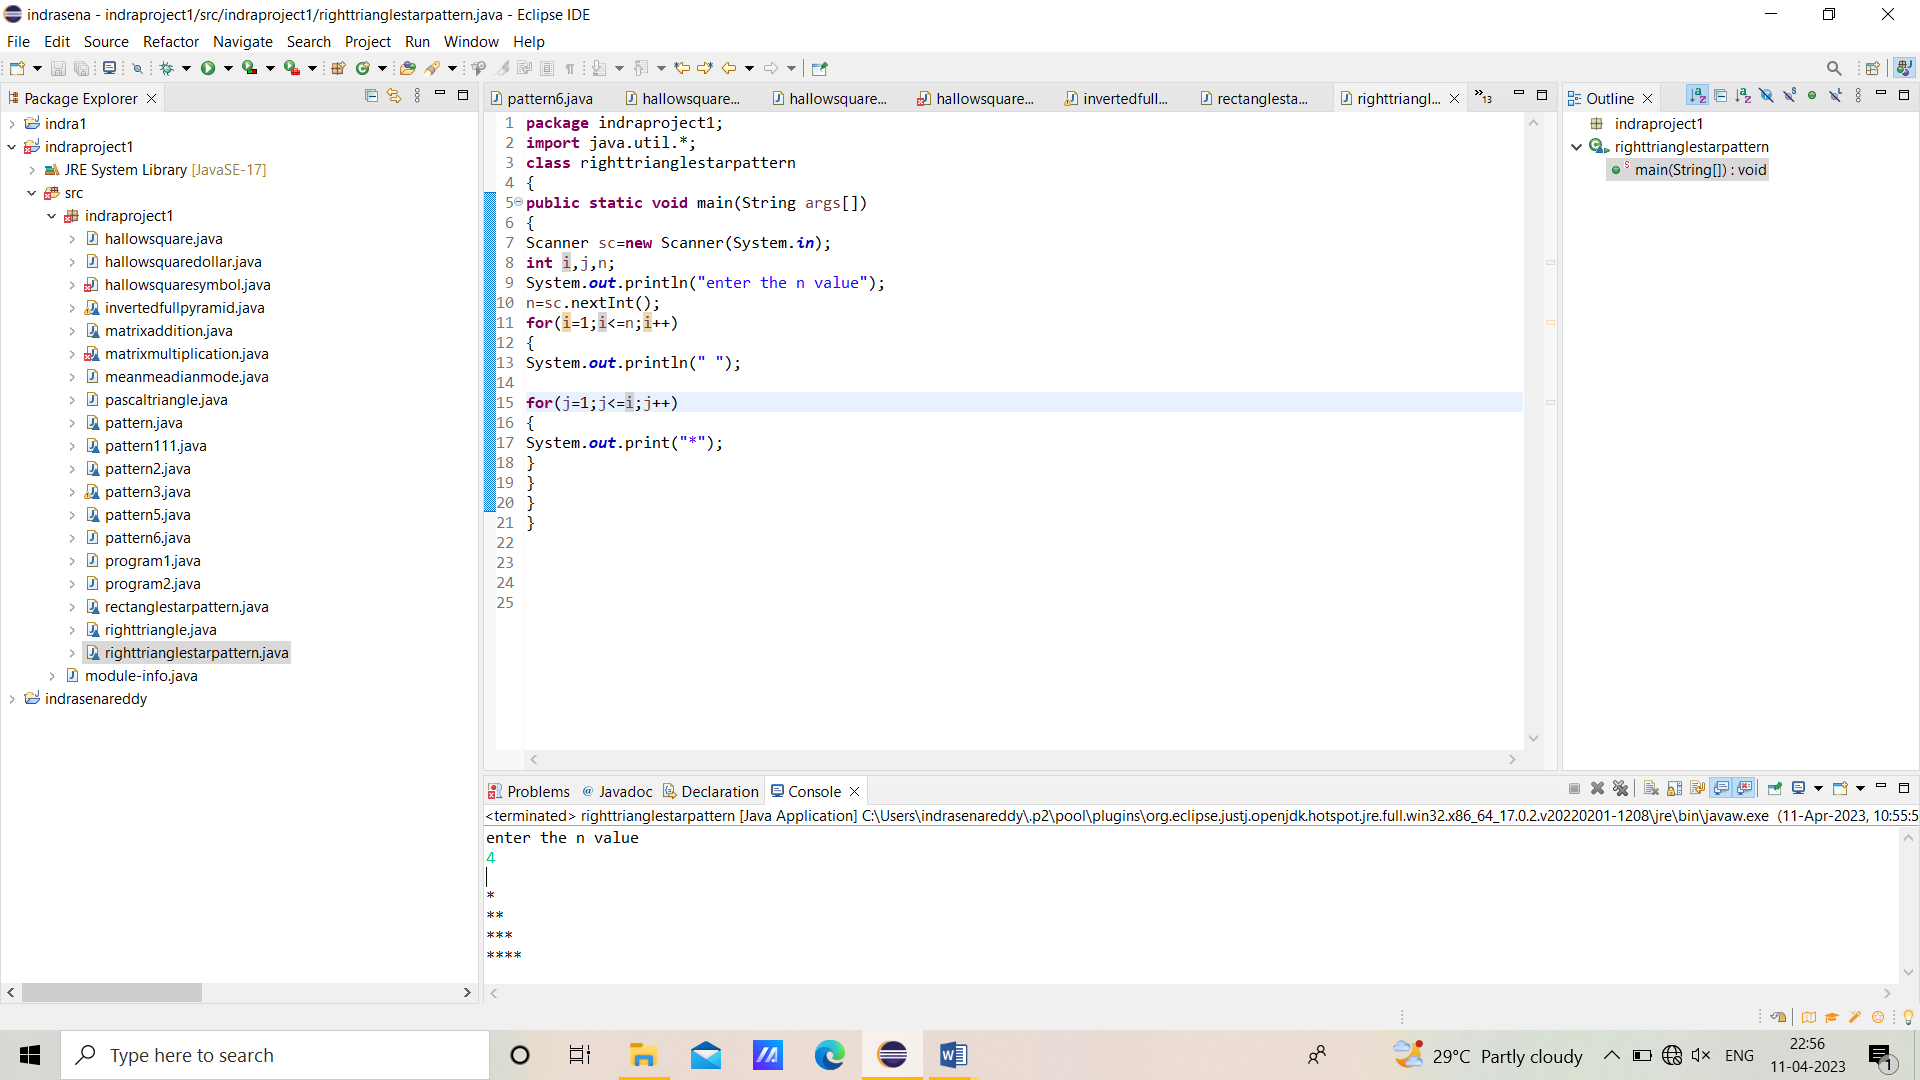 indrasena - indraproject1/src/indraproject1/righttrianglestarpattern.java - Eclipse IDE
File Edit Source Refactor Navigate Search Project Run Window Help
Package Explorer
indra1
indraproject1
JRE System Library [JavaSE-17]
src
indraproject1
hallowsquare.java
hallowsquaredollar.java
hallowsquaresymbol.java
invertedfullpyramid.java
matrixaddition.java
matrixmultiplication.java
meanmeadianmode.java
pascaltriangle.java
pattern.java
pattern111.java
pattern2.java
pattern3.java
pattern5.java
pattern6.java
program1.java
program2.java
rectanglestarpattern.java
righttriangle.java
righttrianglestarpattern.java
module-info.java
indrasenareddy
pattern6.java hallowsquare... hallowsquare... hallowsquare... invertedfull... rectanglesta... righttriangl... »13
1 package indraproject1;
2 import java.util.*;
3 class righttrianglestarpattern
4 {
5 public static void main(String args[])
6 {
7 Scanner sc=new Scanner(System.in);
8 int i,j,n;
9 System.out.println("enter the n value");
10 n=sc.nextInt();
11 for(i=1;i<=n;i++)
12 {
13 System.out.println(" ");
14
15 for(j=1;j<=i;j++)
16 {
17 System.out.print("*");
18 }
19 }
20 }
21 }
22
23
24
25
Outline
indraproject1
righttrianglestarpattern
main(String[]) : void
Problems @ Javadoc Declaration Console
<terminated> righttrianglestarpattern [Java Application] C:\Users\indrasenareddy\.p2\pool\plugins\org.eclipse.justj.openjdk.hotspot.jre.full.win32.x86_64_17.0.2.v20220201-1208\jre\bin\javaw.exe (11-Apr-2023, 10:55:5
enter the n value
4
*
**
***
****
Type here to search
29°C Partly cloudy
ENG
22:56
11-04-2023
1